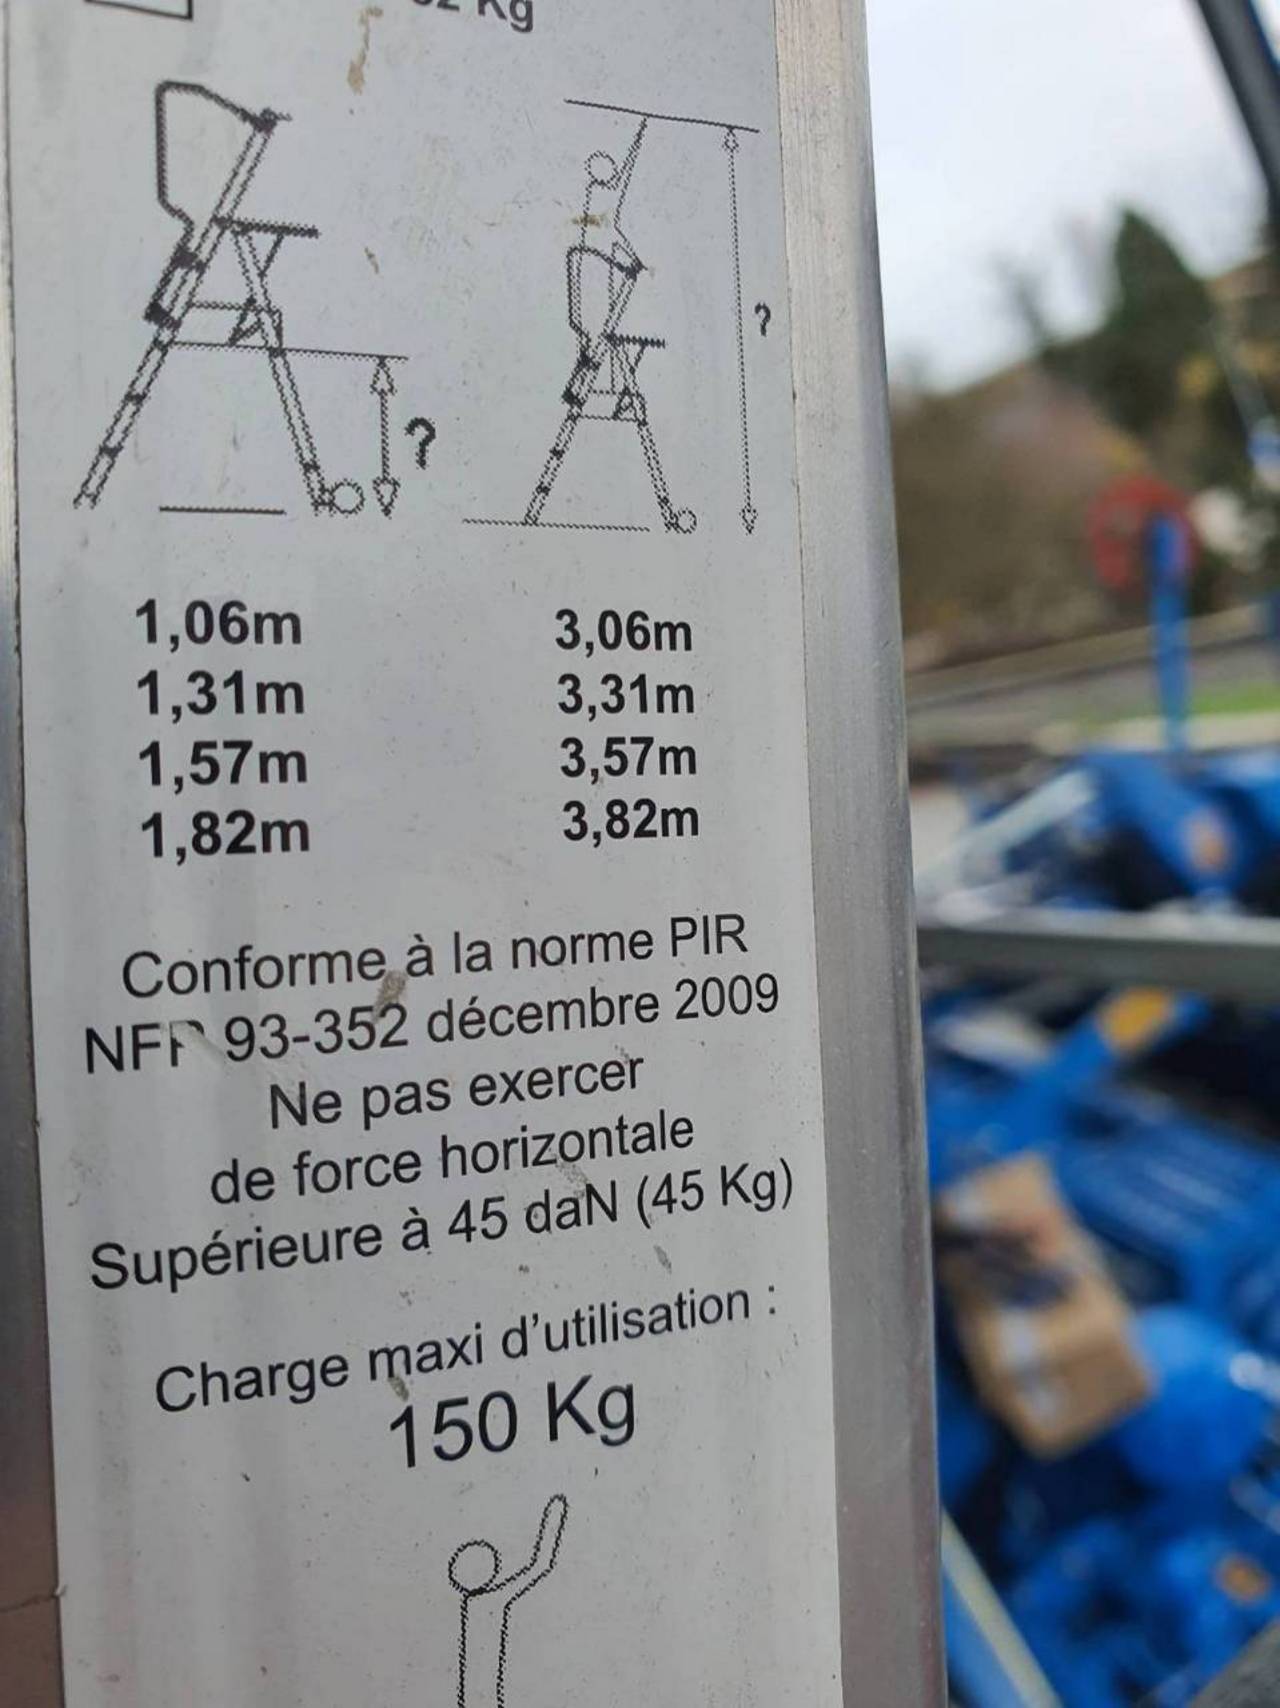 Kg
? ?
1,06m 3,06m
1,31m 3,31m
1,57m 3,57m
1,82m 3,82m
Conforme à la norme PIR
93-352 décembre 2009
Ne pas exercer
de force horizontale
Supérieure à 45 daN (45 Kg)
Charge maxi d'utilisation :
150 Kg